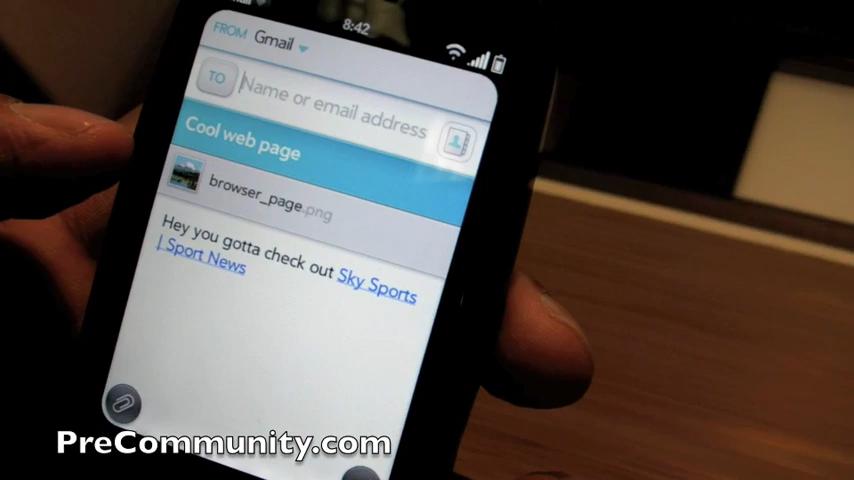 8:42
FROM Gmail
TO Name or email address
Cool web page
browser_page.png
Hey you gotta check out Sky Sports
| Sport News
PreCommunity.com